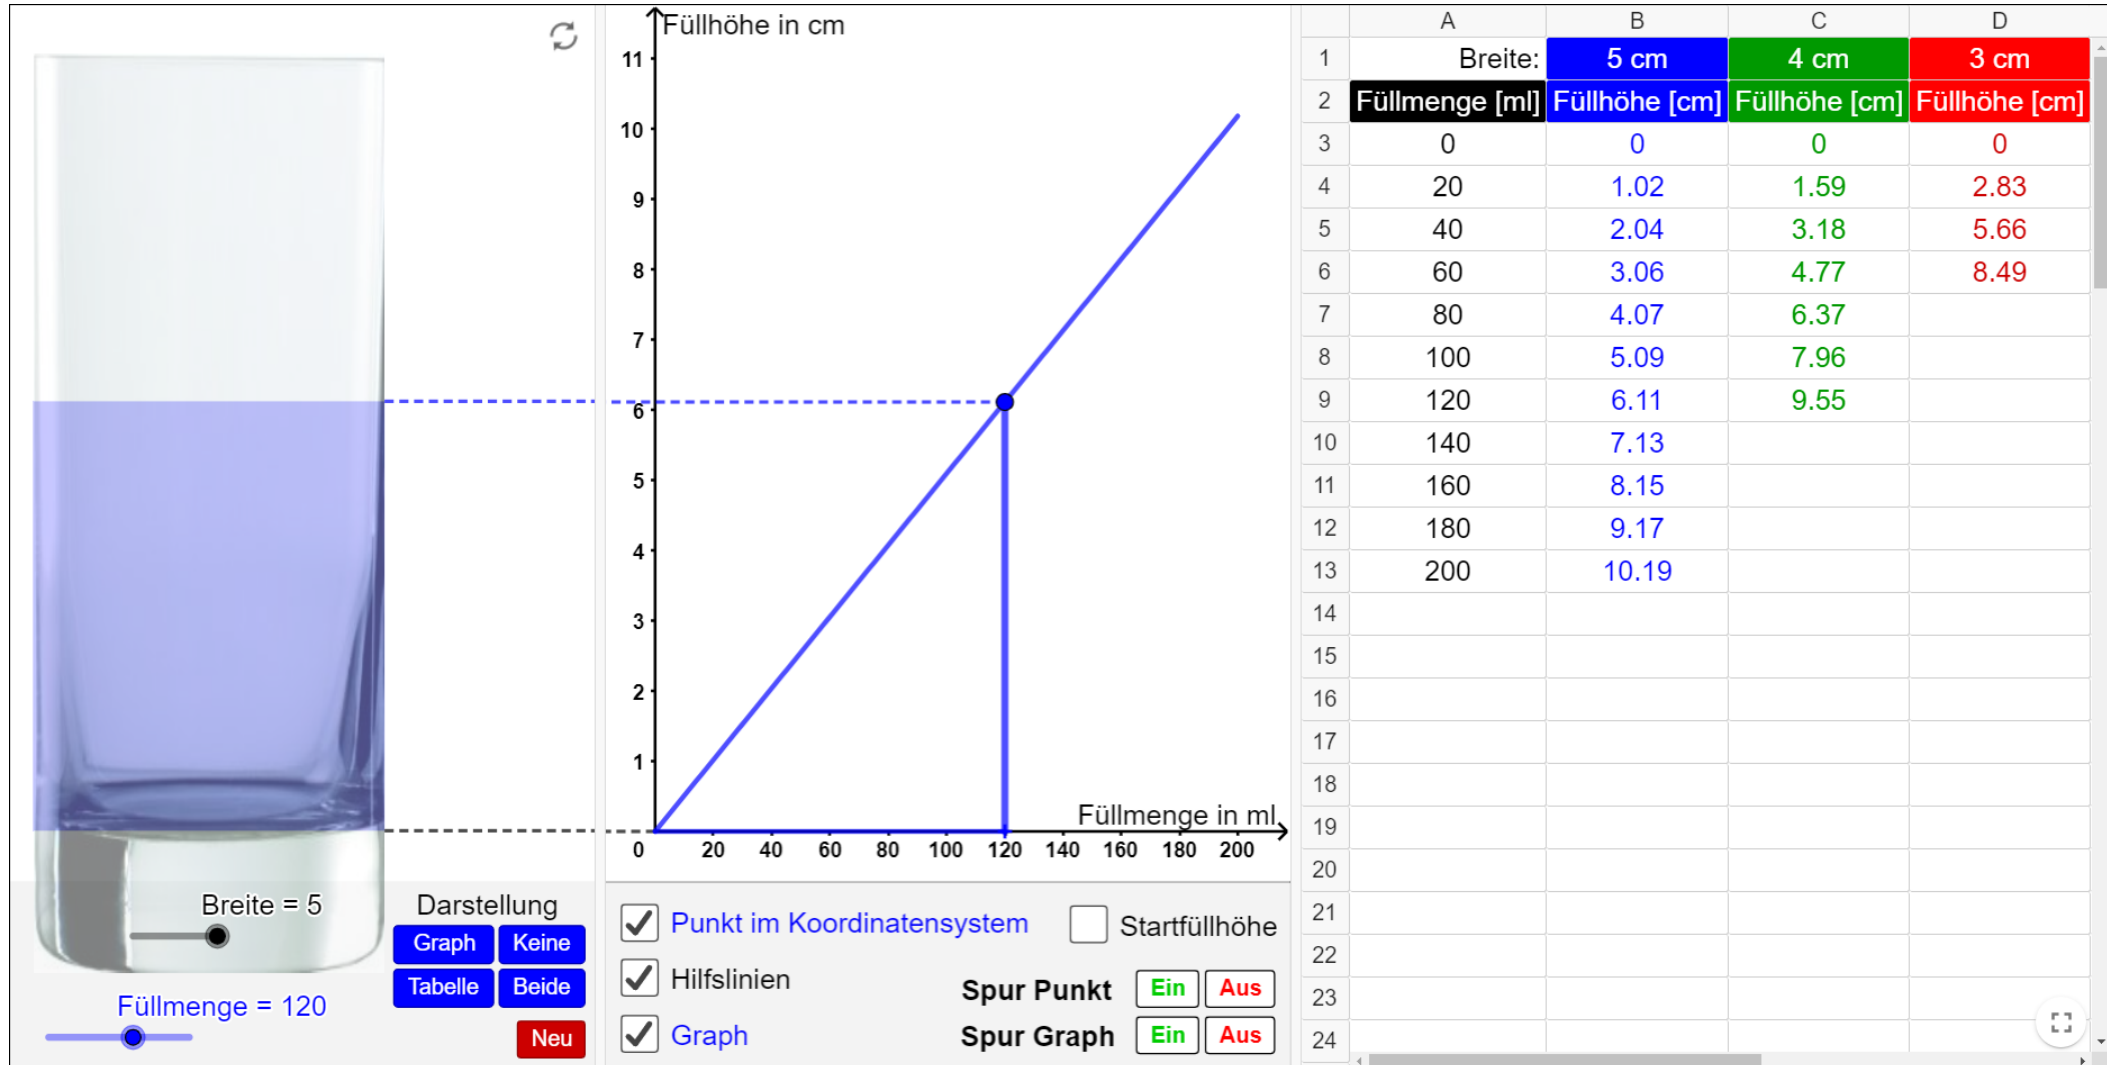 Breite = 5
Füllmenge = 120
Darstellung
Graph Keine
Tabelle Beide
Neu
Füllhöhe in cm
11
10
9
8
7
6
5
4
3
2
1
Füllmenge in ml
0 20 40 60 80 100 120 140 160 180 200
Punkt im Koordinatensystem Startfüllhöhe
Hilfslinien
Spur Punkt Ein Aus
Graph
Spur Graph Ein Aus
A B C D
1 Breite: 5 cm 4 cm 3 cm
2 Füllmenge [ml] Füllhöhe [cm] Füllhöhe [cm] Füllhöhe [cm]
3 0 0 0 0
4 20 1.02 1.59 2.83
5 40 2.04 3.18 5.66
6 60 3.06 4.77 8.49
7 80 4.07 6.37
8 100 5.09 7.96
9 120 6.11 9.55
10 140 7.13
11 160 8.15
12 180 9.17
13 200 10.19
14
15
16
17
18
19
20
21
22
23
24